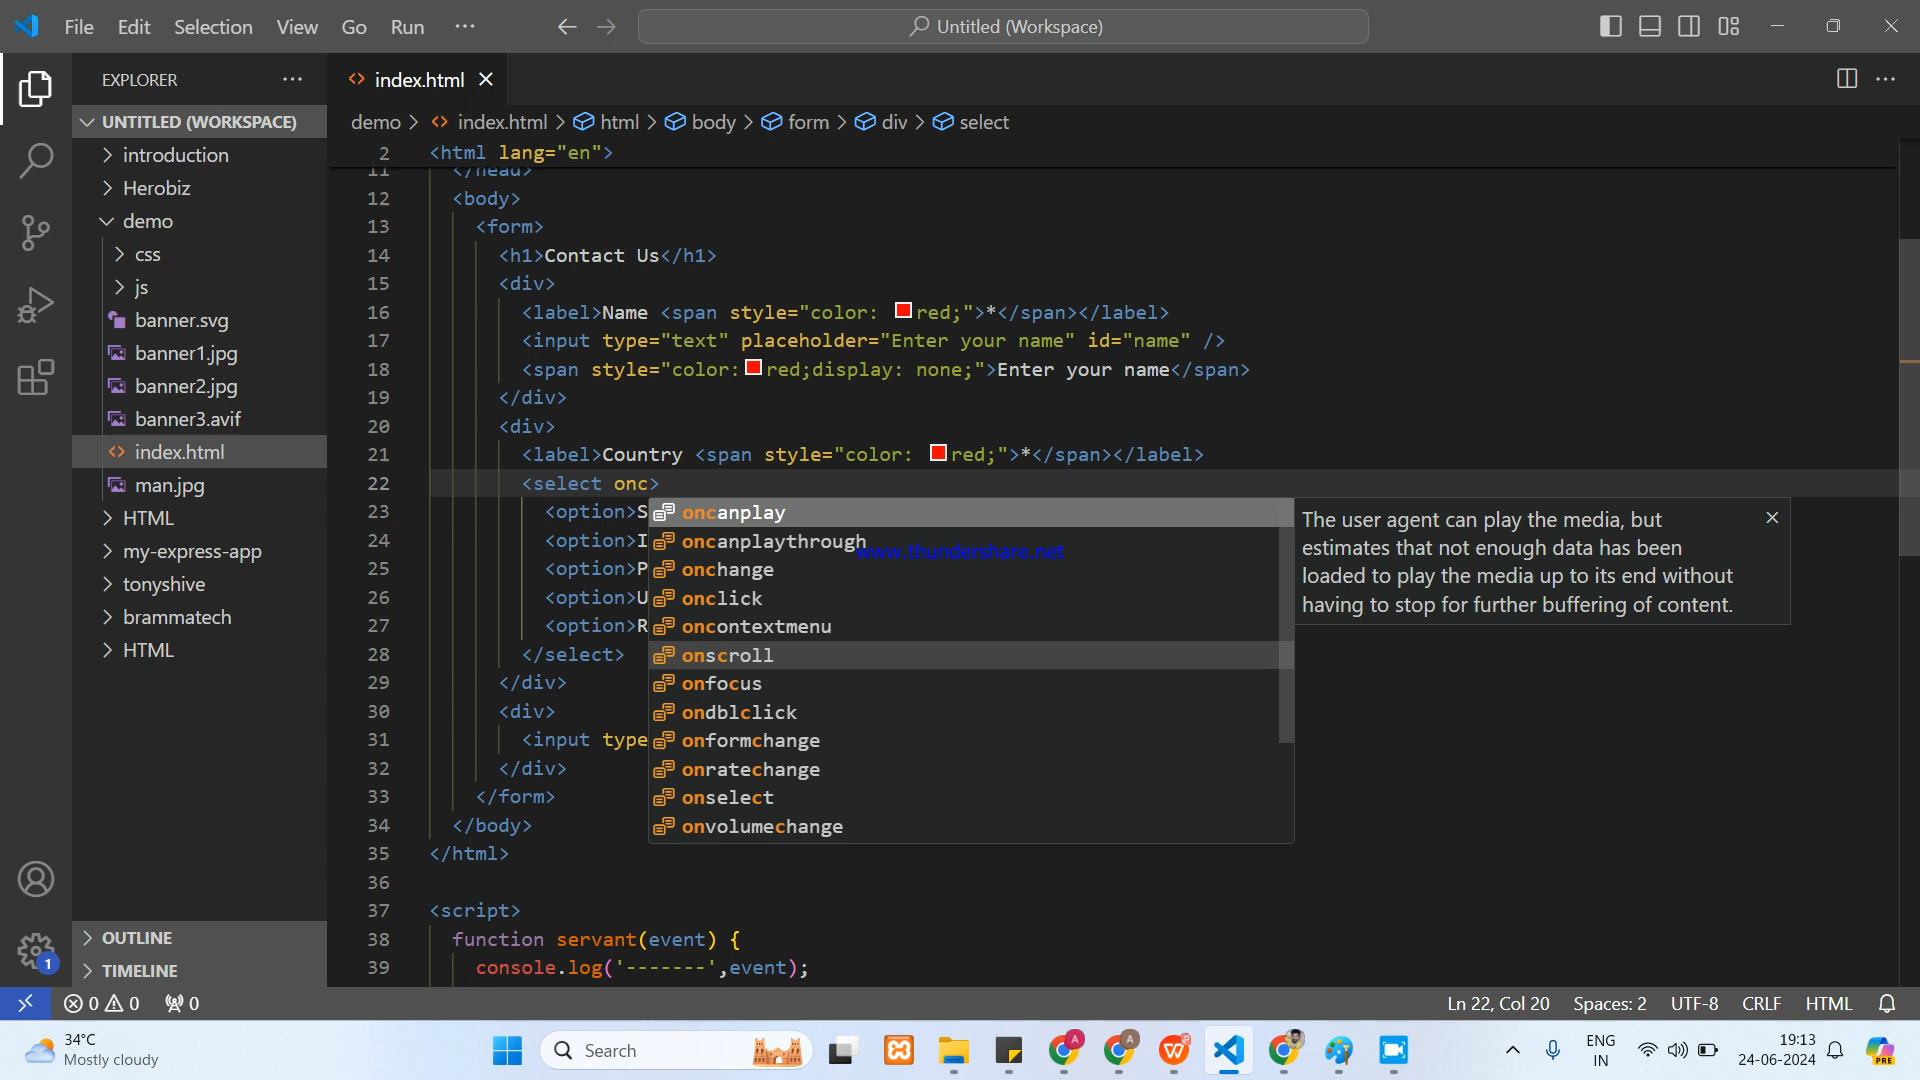 File Edit Selection View Go Run ···
Untitled (Workspace)
EXPLORER
index.html
UNTITLED (WORKSPACE)
introduction
Herobiz
demo
css
js
banner.svg
banner1.jpg
banner2.jpg
banner3.avif
index.html
man.jpg
HTML
my-express-app
tonyshive
brammatech
HTML
OUTLINE
TIMELINE
demo > index.html > html > body > form > div > select
2 <html lang="en">
11 </head>
12 <body>
13 <form>
14 <h1>Contact Us</h1>
15 <div>
16 <label>Name <span style="color: red;">*</span></label>
17 <input type="text" placeholder="Enter your name" id="name" />
18 <span style="color:red;display: none;">Enter your name</span>
19 </div>
20 <div>
21 <label>Country <span style="color: red;">*</span></label>
22 <select onc>
23 <option>S
24 <option>I
25 <option>P
26 <option>U
27 <option>R
28 </select>
29 </div>
30 <div>
31 <input type
32 </div>
33 </form>
34 </body>
35 </html>
36
37 <script>
38 function servant(event) {
39 console.log('-------',event);
oncanplay
oncanplaythrough
onchange
onclick
oncontextmenu
onscroll
onfocus
ondblclick
onformchange
onratechange
onselect
onvolumechange
www.thundershare.net
The user agent can play the media, but
estimates that not enough data has been
loaded to play the media up to its end without
having to stop for further buffering of content.
1
0 0 0
Ln 22, Col 20 Spaces: 2 UTF-8 CRLF HTML
34°C
Mostly cloudy
Search
A
A
W
PRE
ENG
IN
19:13
24-06-2024